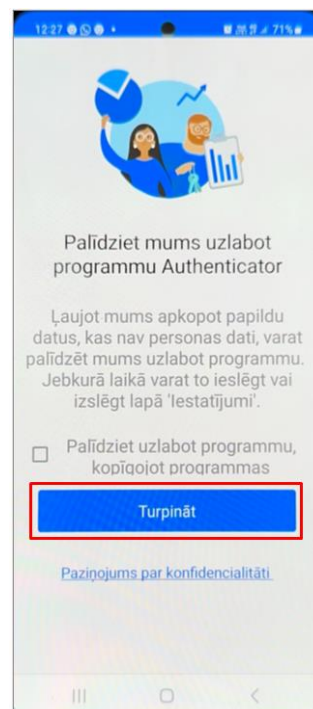 12:27
71%
Palīdziet mums uzlabot
programmu Authenticator
Ļaujot mums apkopot papildu
datus, kas nav personas dati, varat
palīdzēt mums uzlabot programmu.
Jebkurā laikā varat to ieslēgt vai
izslēgt lapā 'Iestatījumi'.
Palīdziet uzlabot programmu,
kopīgojot programmas
Turpināt
Paziņojums par konfidencialitāti